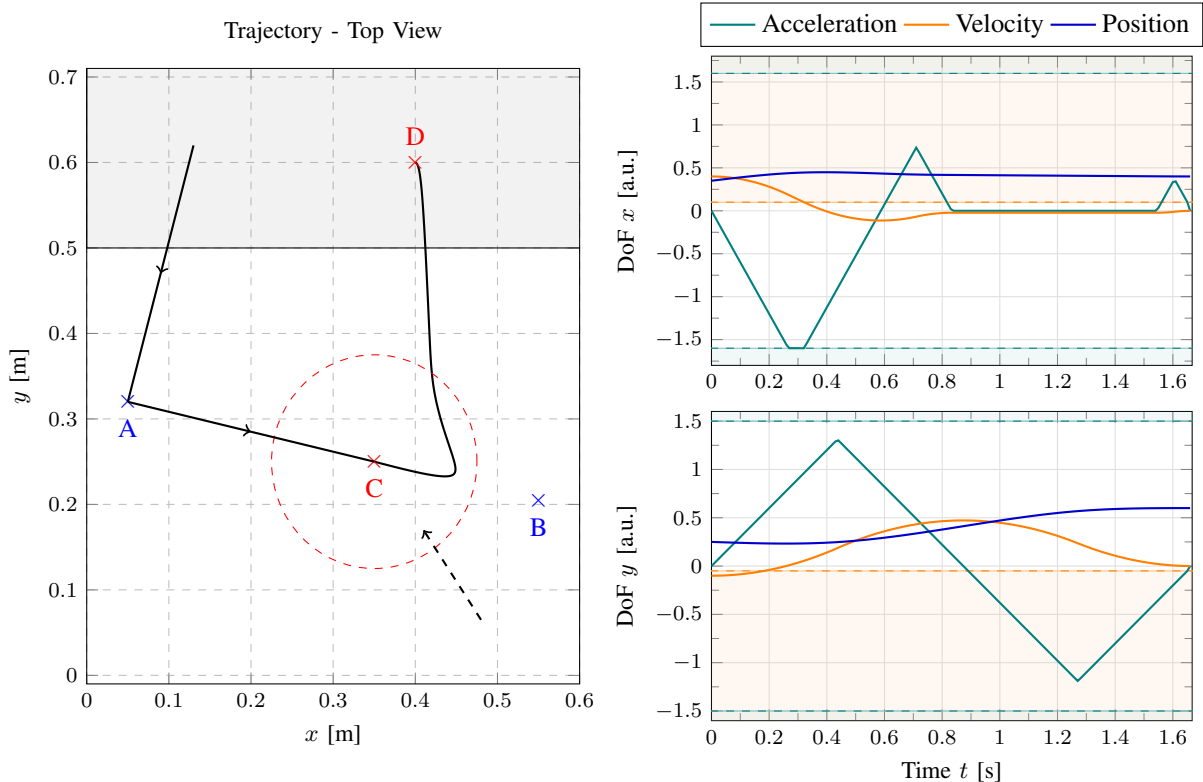 Trajectory - Top View
0.7
0.6
0.5
0.4
0.3
0.2
0.1
0
y [m]
0 0.1 0.2 0.3 0.4 0.5 0.6
x [m]
D
A
C
B
Acceleration Velocity Position
1.5
1
0.5
0
−0.5
−1
−1.5
DoF x [a.u.]
0 0.2 0.4 0.6 0.8 1 1.2 1.4 1.6
1.5
1
0.5
0
−0.5
−1
−1.5
DoF y [a.u.]
0 0.2 0.4 0.6 0.8 1 1.2 1.4 1.6
Time t [s]